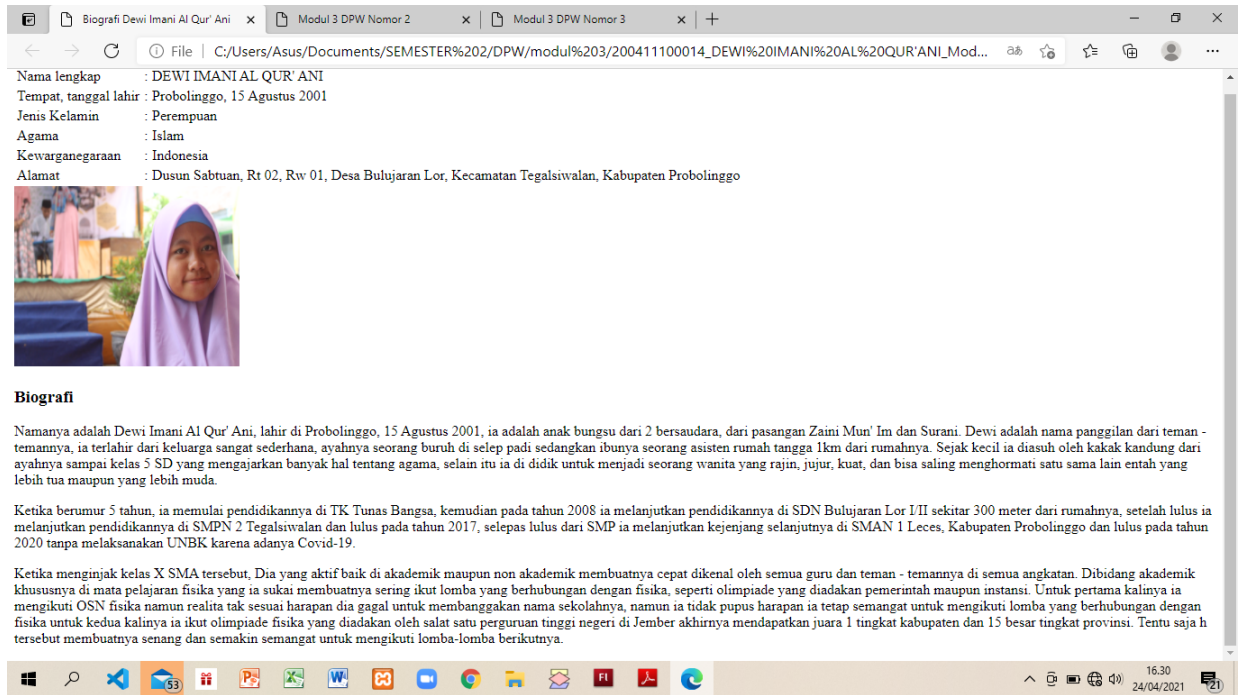 Biografi Dewi Imani Al Qur' Ani
Modul 3 DPW Nomor 2
Modul 3 DPW Nomor 3
File | C:/Users/Asus/Documents/SEMESTER%202/DPW/modul%203/200411100014_DEWI%20IMANI%20AL%20QUR'ANI_Mod...
Nama lengkap : DEWI IMANI AL QUR' ANI
Tempat, tanggal lahir : Probolinggo, 15 Agustus 2001
Jenis Kelamin : Perempuan
Agama : Islam
Kewarganegaraan : Indonesia
Alamat : Dusun Sabtuan, Rt 02, Rw 01, Desa Bulujaran Lor, Kecamatan Tegalsiwalan, Kabupaten Probolinggo
Biografi
Namanya adalah Dewi Imani Al Qur' Ani, lahir di Probolinggo, 15 Agustus 2001, ia adalah anak bungsu dari 2 bersaudara, dari pasangan Zaini Mun' Im dan Surani. Dewi adalah nama panggilan dari teman -
temannya, ia terlahir dari keluarga sangat sederhana, ayahnya seorang buruh di selep padi sedangkan ibunya seorang asisten rumah tangga 1km dari rumahnya. Sejak kecil ia diasuh oleh kakak kandung dari
ayahnya sampai kelas 5 SD yang mengajarkan banyak hal tentang agama, selain itu ia di didik untuk menjadi seorang wanita yang rajin, jujur, kuat, dan bisa saling menghormati satu sama lain entah yang
lebih tua maupun yang lebih muda.
Ketika berumur 5 tahun, ia memulai pendidikannya di TK Tunas Bangsa, kemudian pada tahun 2008 ia melanjutkan pendidikannya di SDN Bulujaran Lor I/II sekitar 300 meter dari rumahnya, setelah lulus ia
melanjutkan pendidikannya di SMPN 2 Tegalsiwalan dan lulus pada tahun 2017, selepas lulus dari SMP ia melanjutkan kejenjang selanjutnya di SMAN 1 Leces, Kabupaten Probolinggo dan lulus pada tahun
2020 tanpa melaksanakan UNBK karena adanya Covid-19.
Ketika menginjak kelas X SMA tersebut, Dia yang aktif baik di akademik maupun non akademik membuatnya cepat dikenal oleh semua guru dan teman - temannya di semua angkatan. Dibidang akademik
khususnya di mata pelajaran fisika yang ia sukai membuatnya sering ikut lomba yang berhubungan dengan fisika, seperti olimpiade yang diadakan pemerintah maupun instansi. Untuk pertama kalinya ia
mengikuti OSN fisika namun realita tak sesuai harapan dia gagal untuk membanggakan nama sekolahnya, namun ia tidak pupus harapan ia tetap semangat untuk mengikuti lomba yang berhubungan dengan
fisika untuk kedua kalinya ia ikut olimpiade fisika yang diadakan oleh salat satu perguruan tinggi negeri di Jember akhirnya mendapatkan juara 1 tingkat kabupaten dan 15 besar tingkat provinsi. Tentu saja h
tersebut membuatnya senang dan semakin semangat untuk mengikuti lomba-lomba berikutnya.
53
16.30
24/04/2021
21